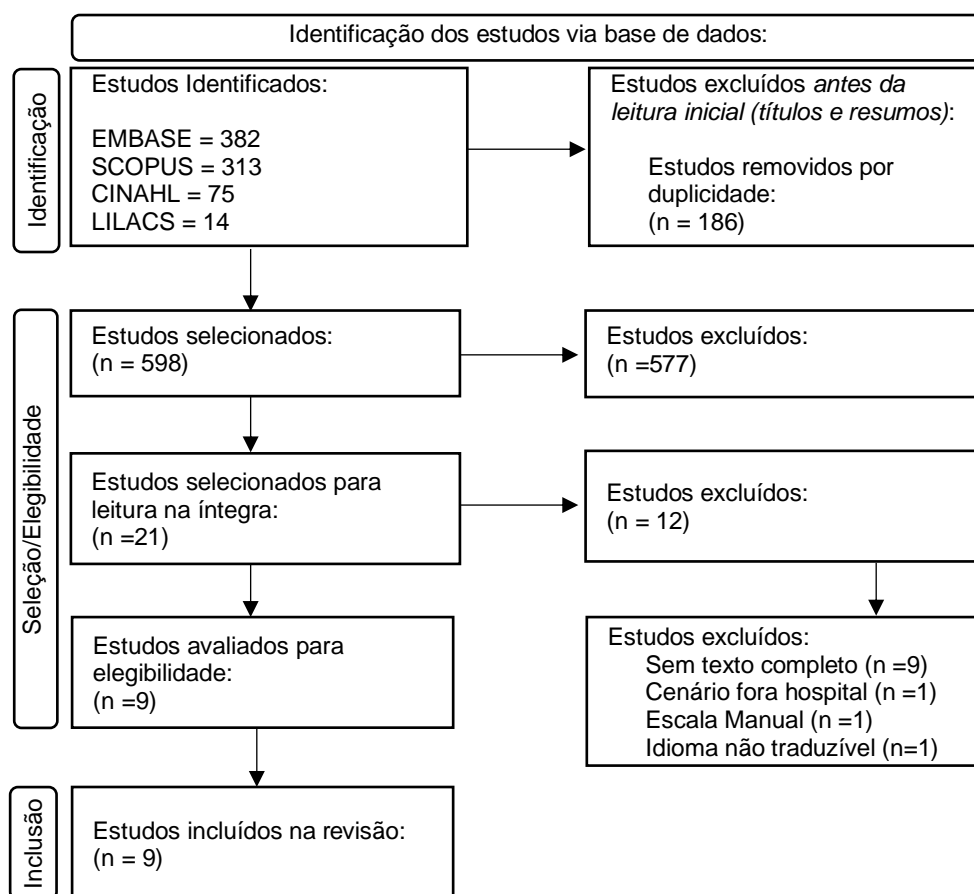 Identificação dos estudos via base de dados:
Identificação
Estudos Identificados:
EMBASE = 382
SCOPUS = 313
CINAHL = 75
LILACS = 14
Estudos excluídos antes da
leitura inicial (títulos e resumos):
Estudos removidos por
duplicidade:
(n = 186)
Seleção/Elegibilidade
Estudos selecionados:
(n = 598)
Estudos excluídos:
(n =577)
Estudos selecionados para
leitura na íntegra:
(n =21)
Estudos excluídos:
(n = 12)
Estudos avaliados para
elegibilidade:
(n =9)
Estudos excluídos:
Sem texto completo (n =9)
Cenário fora hospital (n =1)
Escala Manual (n =1)
Idioma não traduzível (n=1)
Inclusão
Estudos incluídos na revisão:
(n = 9)